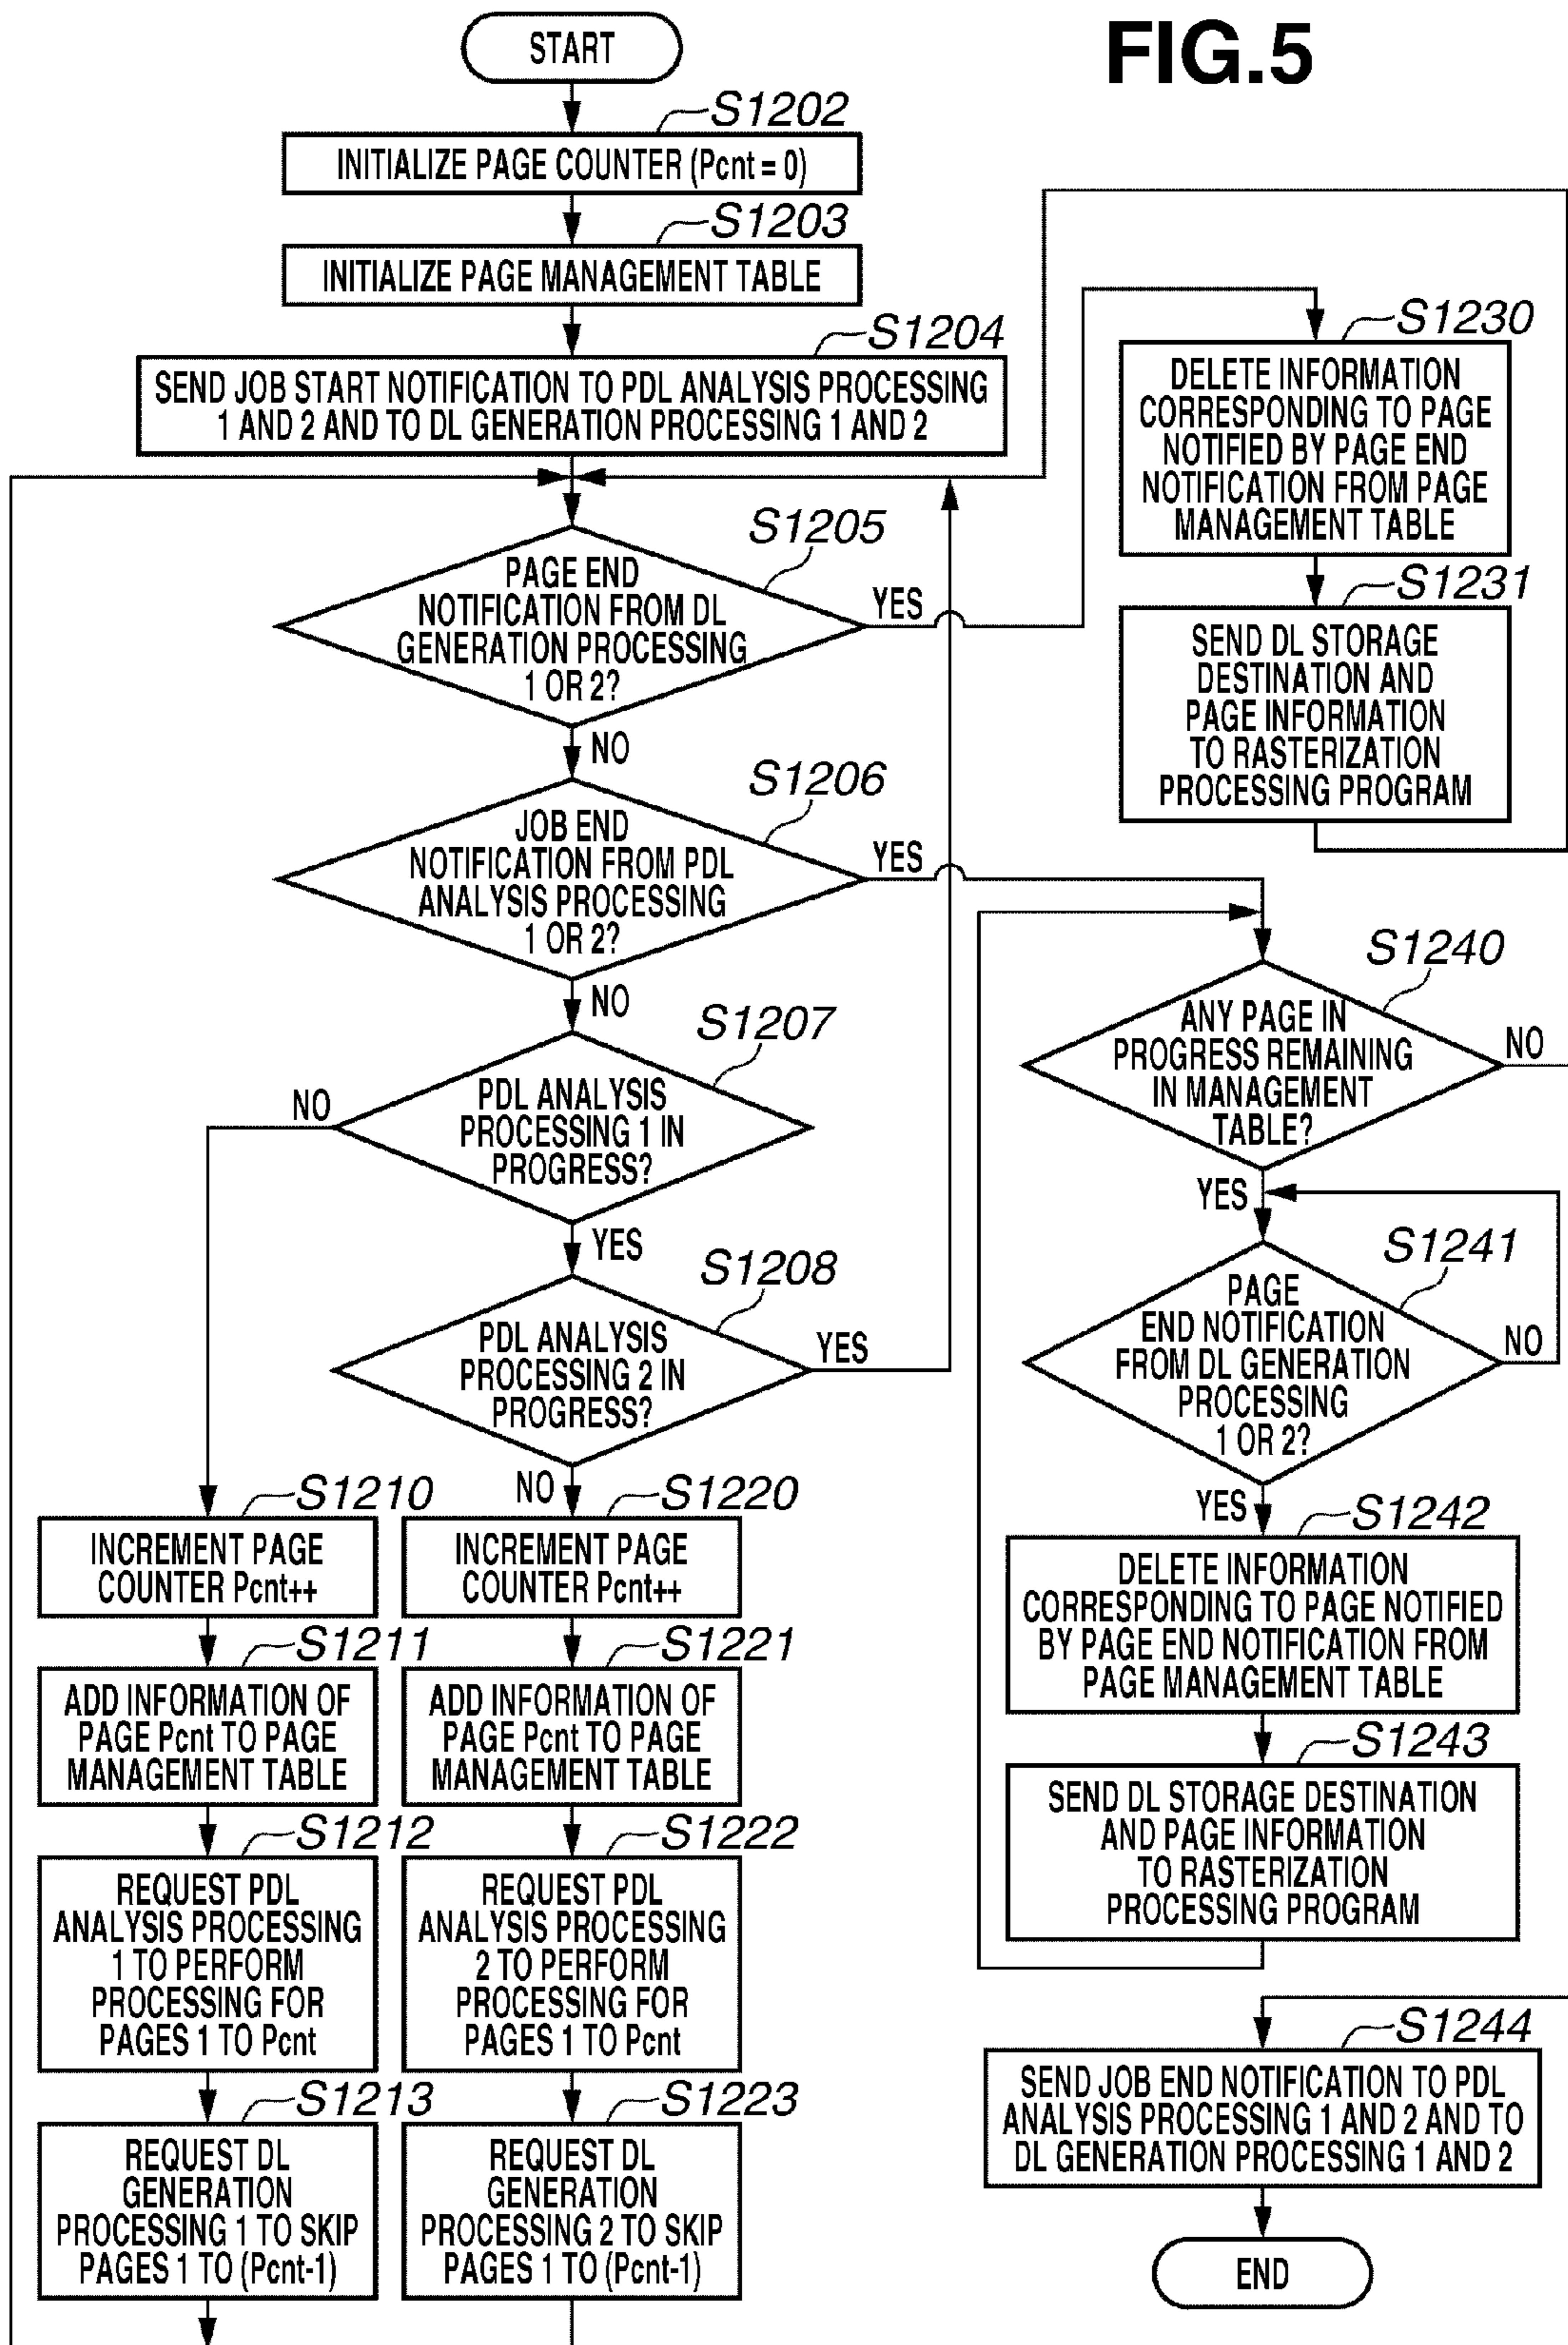 FIG.5
START
S1202
INITIALIZE PAGE COUNTER (Pcnt = 0)
S1203
INITIALIZE PAGE MANAGEMENT TABLE
S1204
SEND JOB START NOTIFICATION TO PDL ANALYSIS PROCESSING
1 AND 2 AND TO DL GENERATION PROCESSING 1 AND 2
S1205
PAGE END
NOTIFICATION FROM DL
GENERATION PROCESSING
1 OR 2?
YES
NO
S1206
JOB END
NOTIFICATION FROM PDL
ANALYSIS PROCESSING
1 OR 2?
YES
NO
S1207
PDL ANALYSIS
PROCESSING 1 IN
PROGRESS?
NO
YES
S1208
PDL ANALYSIS
PROCESSING 2 IN
PROGRESS?
YES
NO
S1210
INCREMENT PAGE
COUNTER Pcnt++
S1211
ADD INFORMATION OF
PAGE Pcnt TO PAGE
MANAGEMENT TABLE
S1212
REQUEST PDL
ANALYSIS PROCESSING
1 TO PERFORM
PROCESSING FOR
PAGES 1 TO Pcnt
S1213
REQUEST DL
GENERATION
PROCESSING 1 TO SKIP
PAGES 1 TO (Pcnt-1)
S1220
INCREMENT PAGE
COUNTER Pcnt++
S1221
ADD INFORMATION OF
PAGE Pcnt TO PAGE
MANAGEMENT TABLE
S1222
REQUEST PDL
ANALYSIS PROCESSING
2 TO PERFORM
PROCESSING FOR
PAGES 1 TO Pcnt
S1223
REQUEST DL
GENERATION
PROCESSING 2 TO SKIP
PAGES 1 TO (Pcnt-1)
S1230
DELETE INFORMATION
CORRESPONDING TO PAGE
NOTIFIED BY PAGE END
NOTIFICATION FROM PAGE
MANAGEMENT TABLE
S1231
SEND DL STORAGE
DESTINATION AND
PAGE INFORMATION
TO RASTERIZATION
PROCESSING PROGRAM
S1240
ANY PAGE IN
PROGRESS REMAINING
IN MANAGEMENT
TABLE?
NO
YES
S1241
PAGE
END NOTIFICATION
FROM DL GENERATION
PROCESSING
1 OR 2?
NO
YES
S1242
DELETE INFORMATION
CORRESPONDING TO PAGE NOTIFIED
BY PAGE END NOTIFICATION FROM
PAGE MANAGEMENT TABLE
S1243
SEND DL STORAGE DESTINATION
AND PAGE INFORMATION
TO RASTERIZATION
PROCESSING PROGRAM
S1244
SEND JOB END NOTIFICATION TO PDL
ANALYSIS PROCESSING 1 AND 2 AND TO
DL GENERATION PROCESSING 1 AND 2
END